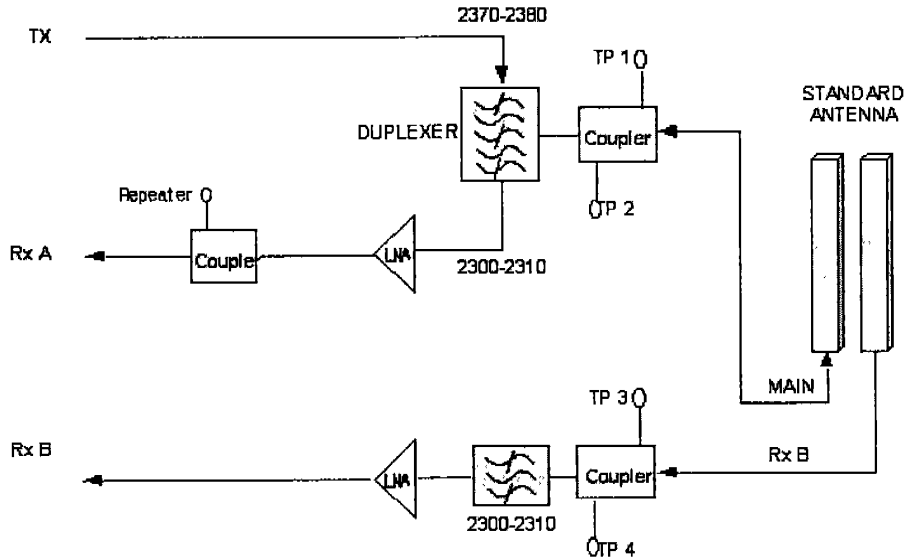 2370-2380
TX
TP 1
STANDARD
ANTENNA
DUPLEXER
Coupler
Repeater
TP 2
Rx A
Couple
LNA
2300-2310
MAIN
TP 3
Rx B
LNA
Coupler
Rx B
2300-2310
TP 4